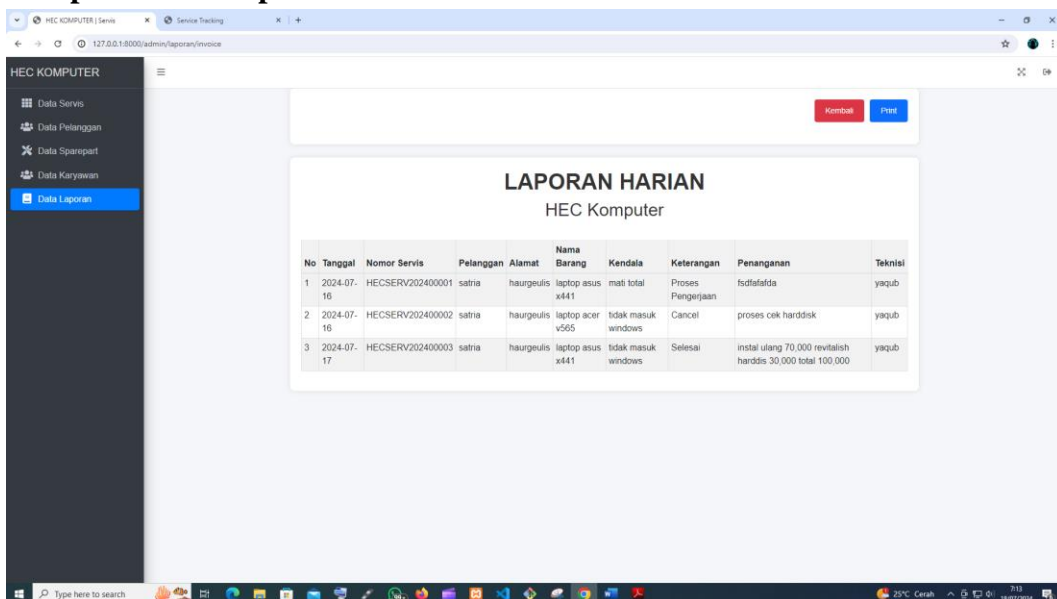 HEC KOMPUTER | Servis
Service Tracking
127.0.0.1:8000/admin/laporan/invoice
HEC KOMPUTER
Data Servis
Data Pelanggan
Data Sparepart
Data Karyawan
Data Laporan
Kembali Print
LAPORAN HARIAN
HEC Komputer
No Tanggal Nomor Servis Pelanggan Alamat Nama Barang Kendala Keterangan Penanganan Teknisi
1 2024-07-16 HECSERV202400001 satria haurgeulis laptop asus x441 mati total Proses Pengerjaan fsdfafafda yaqub
2 2024-07-16 HECSERV202400002 satria haurgeulis laptop acer v565 tidak masuk windows Cancel proses cek harddisk yaqub
3 2024-07-17 HECSERV202400003 satria haurgeulis laptop asus x441 tidak masuk windows Selesai instal ulang 70,000 revitalish harddis 30,000 total 100,000 yaqub
Type here to search
25°C Cerah
7:13